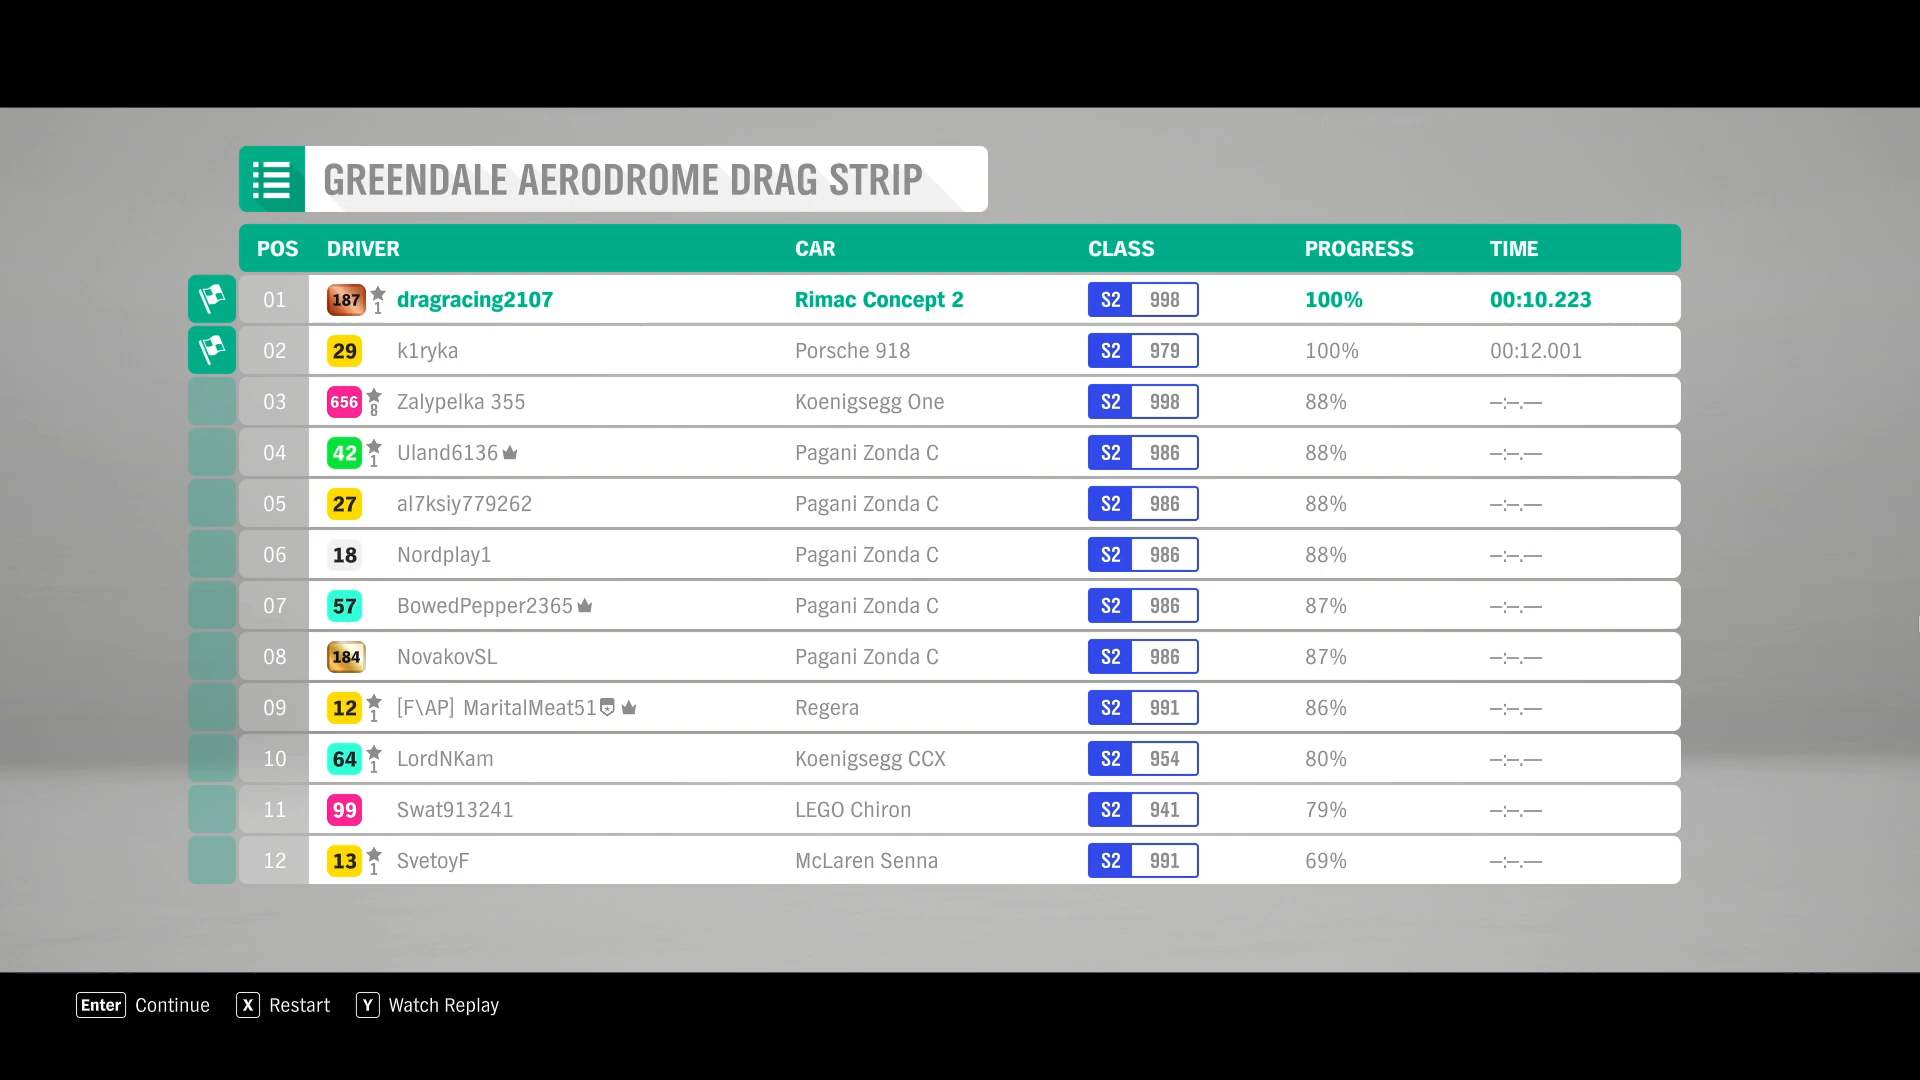 GREENDALE AERODROME DRAG STRIP
POS DRIVER CAR CLASS PROGRESS TIME
01 187 1 dragracing2107 Rimac Concept 2 S2 998 100% 00:10.223
02 29 k1ryka Porsche 918 S2 979 100% 00:12.001
03 656 8 Zalypelka 355 Koenigsegg One S2 998 88% –:–.––
04 42 1 Uland6136 Pagani Zonda C S2 986 88% –:–.––
05 27 al7ksiy779262 Pagani Zonda C S2 986 88% –:–.––
06 18 Nordplay1 Pagani Zonda C S2 986 88% –:–.––
07 57 BowedPepper2365 Pagani Zonda C S2 986 87% –:–.––
08 184 NovakovSL Pagani Zonda C S2 986 87% –:–.––
09 12 1 [F\AP] MaritalMeat51 Regera S2 991 86% –:–.––
10 64 1 LordNKam Koenigsegg CCX S2 954 80% –:–.––
11 99 Swat913241 LEGO Chiron S2 941 79% –:–.––
12 13 1 SvetoyF McLaren Senna S2 991 69% –:–.––
Enter Continue X Restart Y Watch Replay